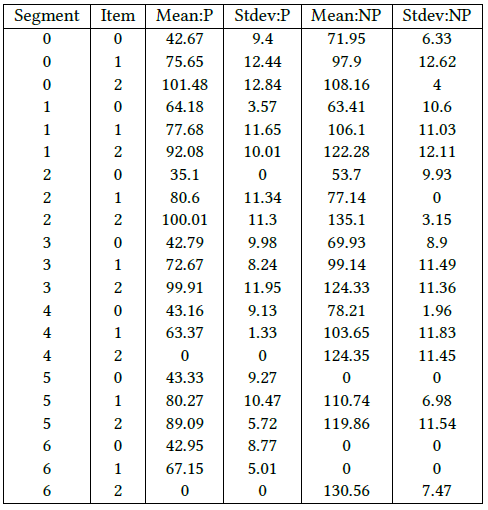 Segment Item Mean:P Stdev:P Mean:NP Stdev:NP
0 0 42.67 9.4 71.95 6.33
0 1 75.65 12.44 97.9 12.62
0 2 101.48 12.84 108.16 4
1 0 64.18 3.57 63.41 10.6
1 1 77.68 11.65 106.1 11.03
1 2 92.08 10.01 122.28 12.11
2 0 35.1 0 53.7 9.93
2 1 80.6 11.34 77.14 0
2 2 100.01 11.3 135.1 3.15
3 0 42.79 9.98 69.93 8.9
3 1 72.67 8.24 99.14 11.49
3 2 99.91 11.95 124.33 11.36
4 0 43.16 9.13 78.21 1.96
4 1 63.37 1.33 103.65 11.83
4 2 0 0 124.35 11.45
5 0 43.33 9.27 0 0
5 1 80.27 10.47 110.74 6.98
5 2 89.09 5.72 119.86 11.54
6 0 42.95 8.77 0 0
6 1 67.15 5.01 0 0
6 2 0 0 130.56 7.47